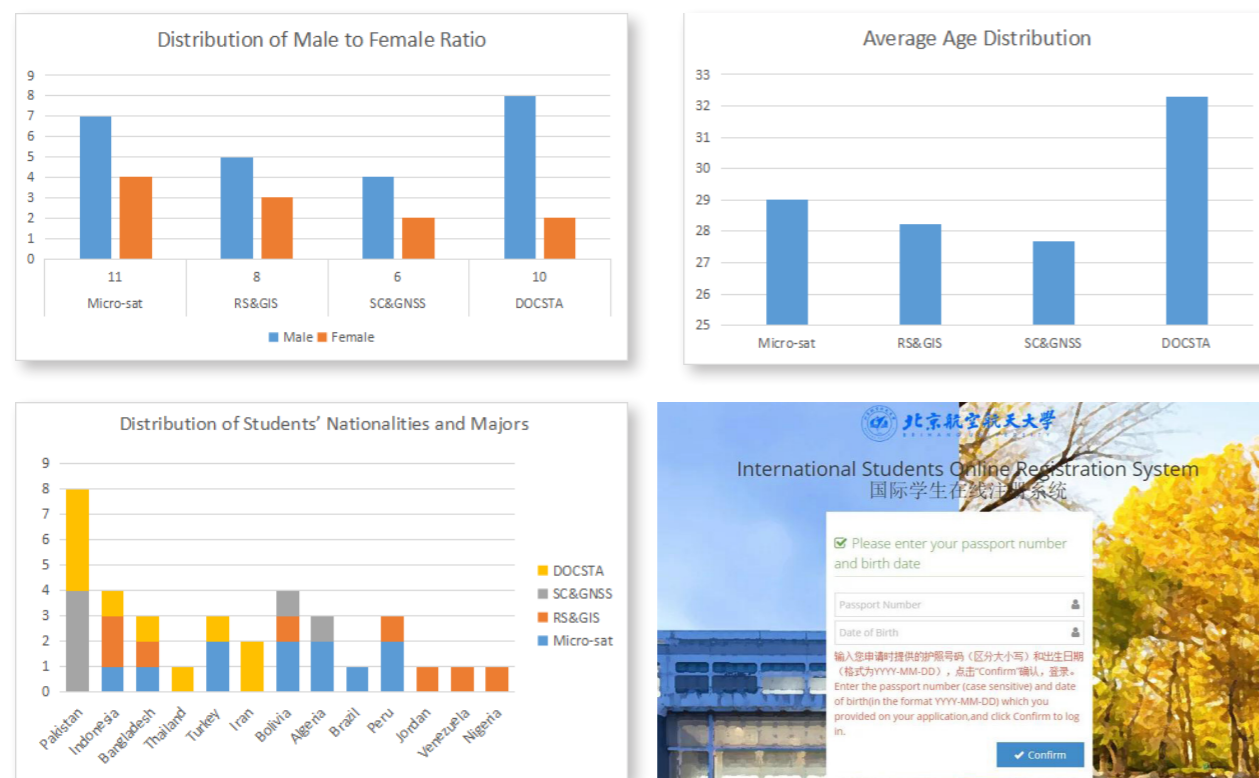 Distribution of Male to Female Ratio
9
8
7
6
5
4
3
2
1
0
11 8 6 10
Micro-sat RS&GIS SC&GNSS DOCSTA
Male Female
Average Age Distribution
33
32
31
30
29
28
27
26
25
Micro-sat RS&GIS SC&GNSS DOCSTA
Distribution of Students’ Nationalities and Majors
9
8
7
6
5
4
3
2
1
0
Pakistan Indonesia Bangladesh Thailand Turkey Iran Bolivia Algeria Brazil Peru Jordan Venezuela Nigeria
DOCSTA
SC&GNSS
RS&GIS
Micro-sat
北京航空航天大学
International Students Online Registration System
国际学生在线注册系统
Please enter your passport number
and birth date
Passport Number
Date of Birth
输入您申请时提供的护照号码（区分大小写）和出生日期
（格式为YYYY-MM-DD），点击“Confirm”确认，登录。
Enter the passport number (case sensitive) and date
of birth(in the format YYYY-MM-DD) which you
provided on your application,and click Confirm to log
in.
Confirm